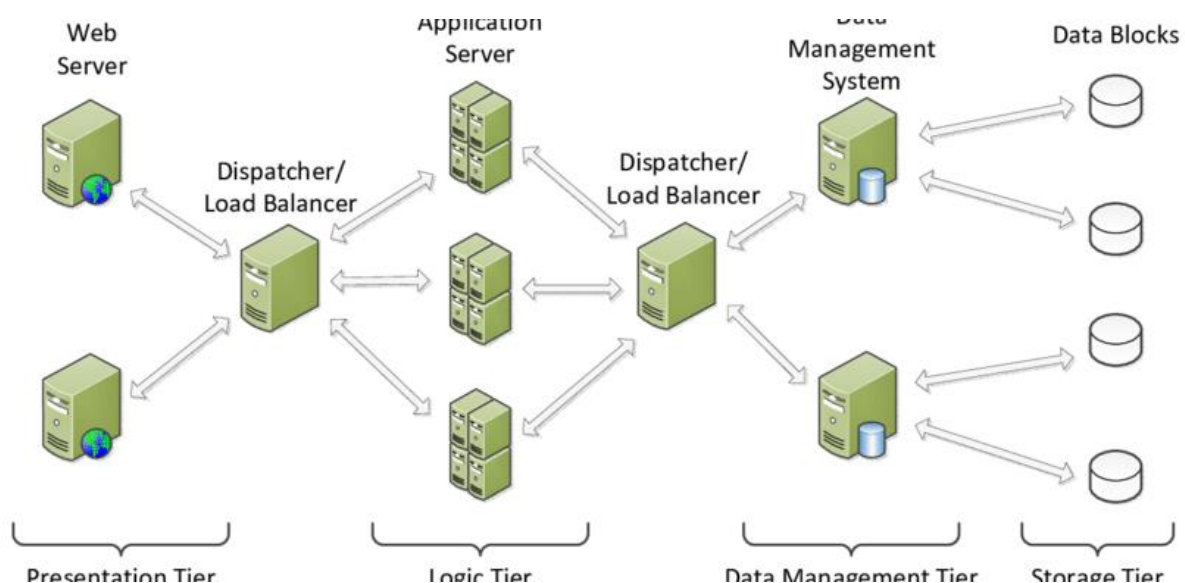 Web
Server
Application
Server
Data
Management
System
Data Blocks
Dispatcher/
Load Balancer
Dispatcher/
Load Balancer
Presentation Tier
Logic Tier
Data Management Tier
Storage Tier